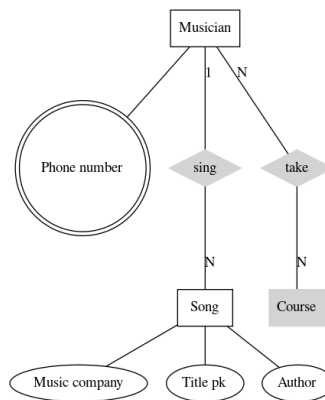 Musician
1
N
Phone number
sing
take
N
N
Song
Course
Music company
Title pk
Author